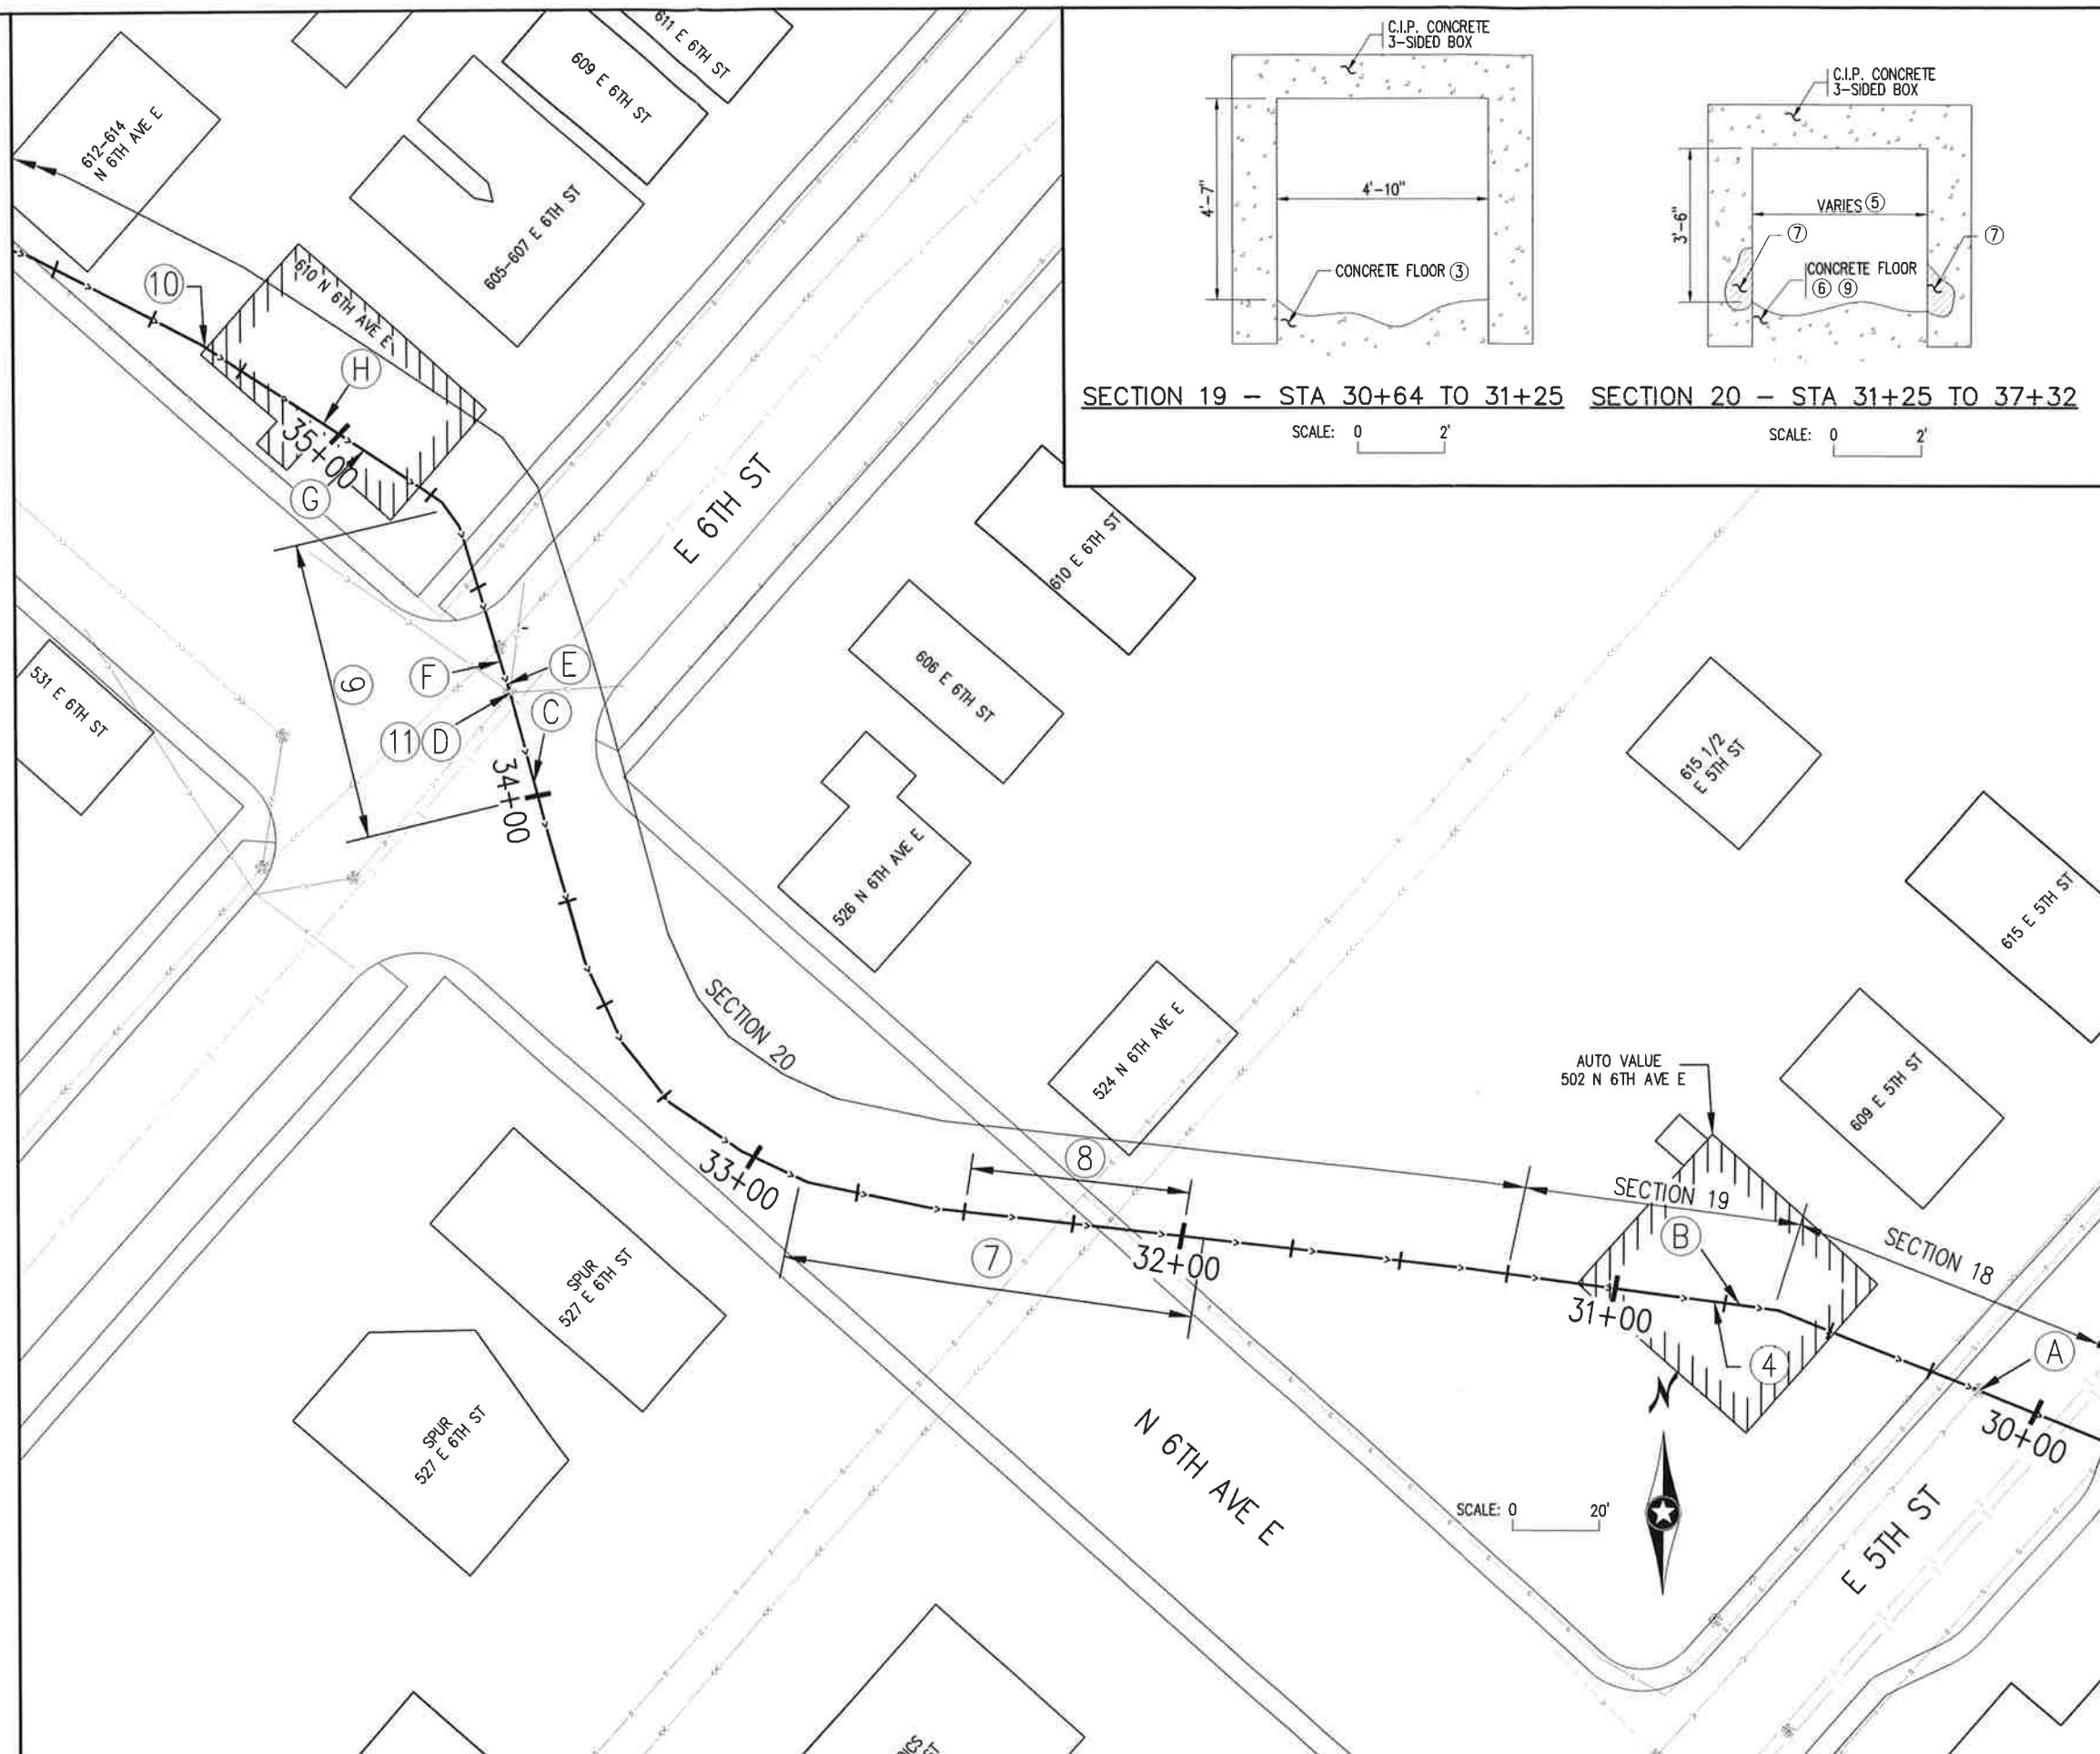 C.I.P. CONCRETE
3-SIDED BOX
4'-7"
4'-10"
CONCRETE FLOOR ③
SECTION 19 - STA 30+64 TO 31+25
SCALE: 0 2'
C.I.P. CONCRETE
3-SIDED BOX
3'-6"
VARIES ⑤
⑦
⑦
CONCRETE FLOOR
⑥ ⑨
SECTION 20 - STA 31+25 TO 37+32
SCALE: 0 2'
611 E 6TH ST
609 E 6TH ST
612-614
N 6TH AVE E
605-607 E 6TH ST
610 N 6TH AVE E
10
H
35+00
G
E 6TH ST
610 E 6TH ST
606 E 6TH ST
531 E 6TH ST
9
F
E
C
11 D
34+00
526 N 6TH AVE E
615 1/2
E 5TH ST
615 E 5TH ST
SECTION 20
524 N 6TH AVE E
AUTO VALUE
502 N 6TH AVE E
609 E 5TH ST
33+00
8
7
32+00
SECTION 19
B
SECTION 18
31+00
4
A
30+00
SPUR
527 E 6TH ST
SPUR
527 E 6TH ST
N 6TH AVE E
N
SCALE: 0 20'
E 5TH ST